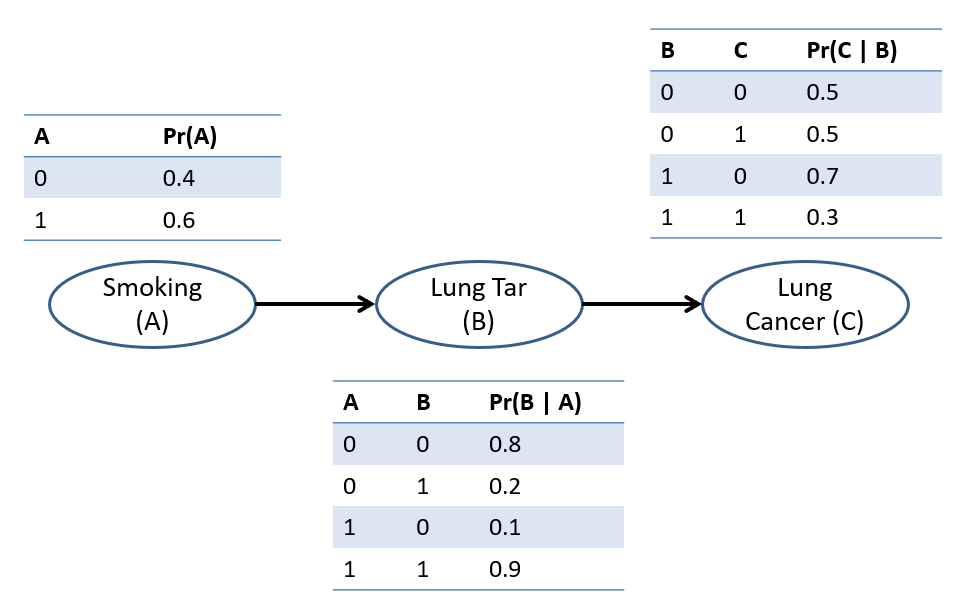 B C Pr(C | B)
0 0 0.5
0 1 0.5
1 0 0.7
1 1 0.3
A Pr(A)
0 0.4
1 0.6
Smoking
(A)
Lung Tar
(B)
Lung
Cancer (C)
A B Pr(B | A)
0 0 0.8
0 1 0.2
1 0 0.1
1 1 0.9